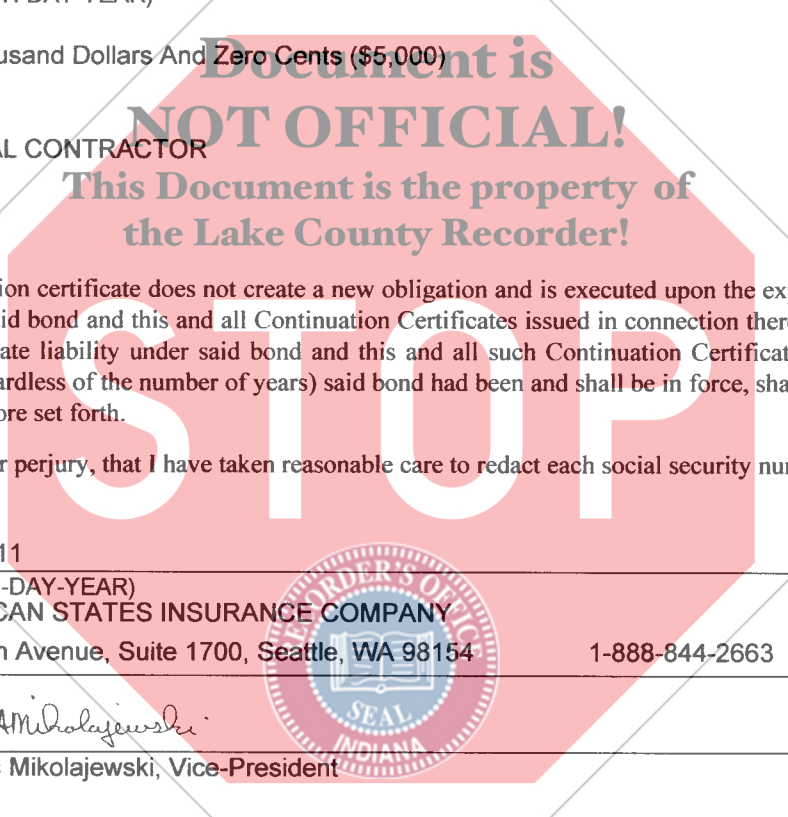 -DAY-YEAR)
usand Dollars And Zero Cents ($5,000)
Document is
NOT OFFICIAL!
AL CONTRACTOR
This Document is the property of
the Lake County Recorder!
ion certificate does not create a new obligation and is executed upon the ex
id bond and this and all Continuation Certificates issued in connection ther
ate liability under said bond and this and all such Continuation Certificat
ardless of the number of years) said bond had been and shall be in force, sha
ore set forth.
STOP
r perjury, that I have taken reasonable care to redact each social security nu
11
-DAY-YEAR)
CAN STATES INSURANCE COMPANY
h Avenue, Suite 1700, Seattle, WA 98154 1-888-844-2663
RECORDER'S OFFICE
SEAL
INDIANA
AMikolajewski
Mikolajewski, Vice-President